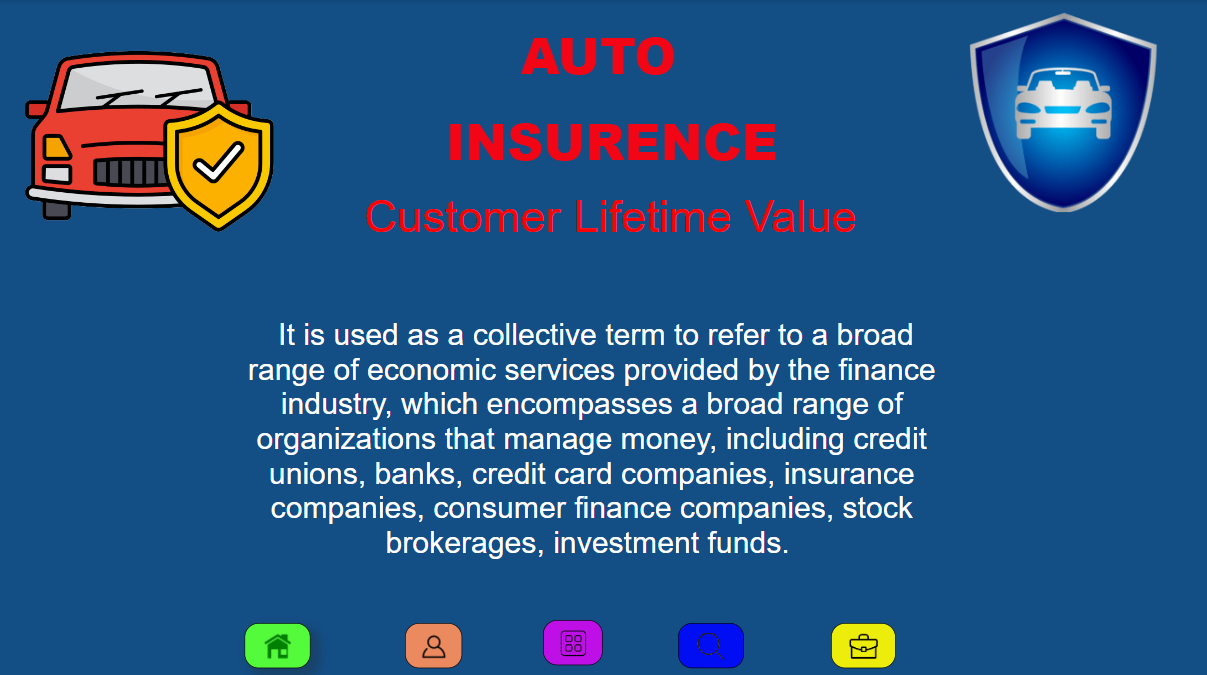 AUTO
INSURENCE
Customer Lifetime Value
It is used as a collective term to refer to a broad
range of economic services provided by the finance
industry, which encompasses a broad range of
organizations that manage money, including credit
unions, banks, credit card companies, insurance
companies, consumer finance companies, stock
brokerages, investment funds.